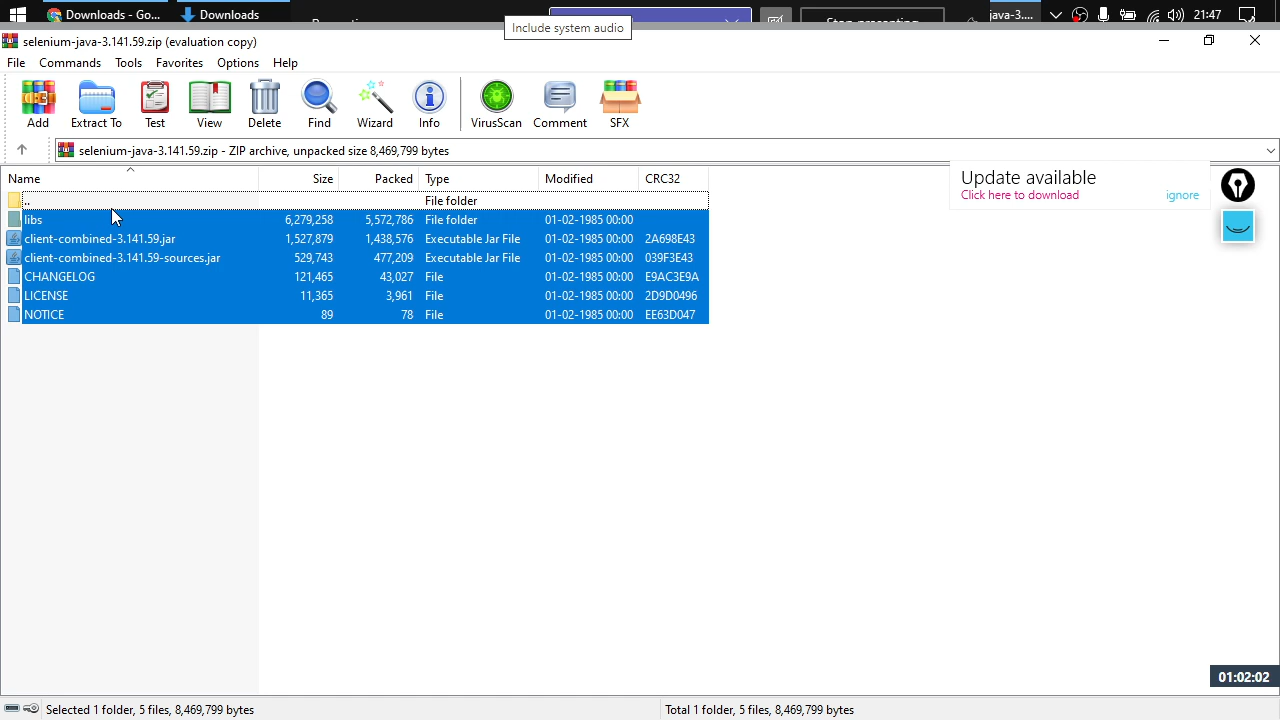 Downloads - Go...
Downloads
java-3....
21:47
Include system audio
selenium-java-3.141.59.zip (evaluation copy)
File Commands Tools Favorites Options Help
Add Extract To Test View Delete Find Wizard Info VirusScan Comment SFX
selenium-java-3.141.59.zip - ZIP archive, unpacked size 8,469,799 bytes
Name Size Packed Type Modified CRC32
.. File folder
libs 6,279,258 5,572,786 File folder 01-02-1985 00:00
client-combined-3.141.59.jar 1,527,879 1,438,576 Executable Jar File 01-02-1985 00:00 2A698E43
client-combined-3.141.59-sources.jar 529,743 477,209 Executable Jar File 01-02-1985 00:00 039F3E43
CHANGELOG 121,465 43,027 File 01-02-1985 00:00 E9AC3E9A
LICENSE 11,365 3,961 File 01-02-1985 00:00 2D9D0496
NOTICE 89 78 File 01-02-1985 00:00 EE63D047
Update available
Click here to download ignore
01:02:02
Selected 1 folder, 5 files, 8,469,799 bytes
Total 1 folder, 5 files, 8,469,799 bytes